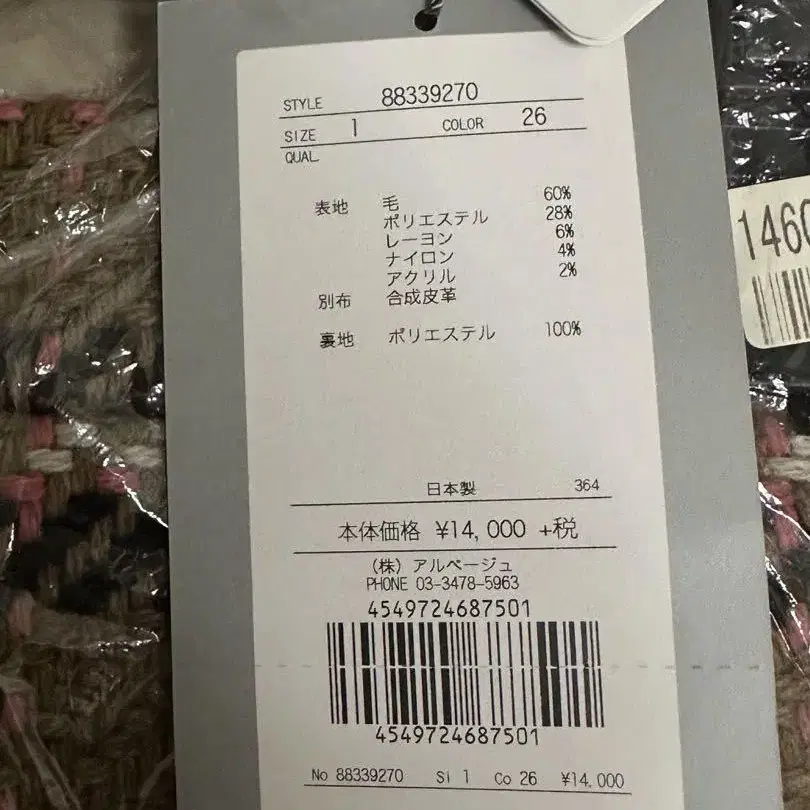 STYLE 88339270
SIZE 1 COLOR 26
QUAL
表地 毛 60%
ポリエステル 28%
レーヨン 6%
ナイロン 4%
アクリル 2%
別布 合成皮革
裏地 ポリエステル 100%
日本製 364
本体価格 ¥14,000 +税
(株) アルページュ
PHONE 03-3478-5963
4549724687501
4549724687501
No 88339270 Si 1 Co 26 ¥14,000
1460